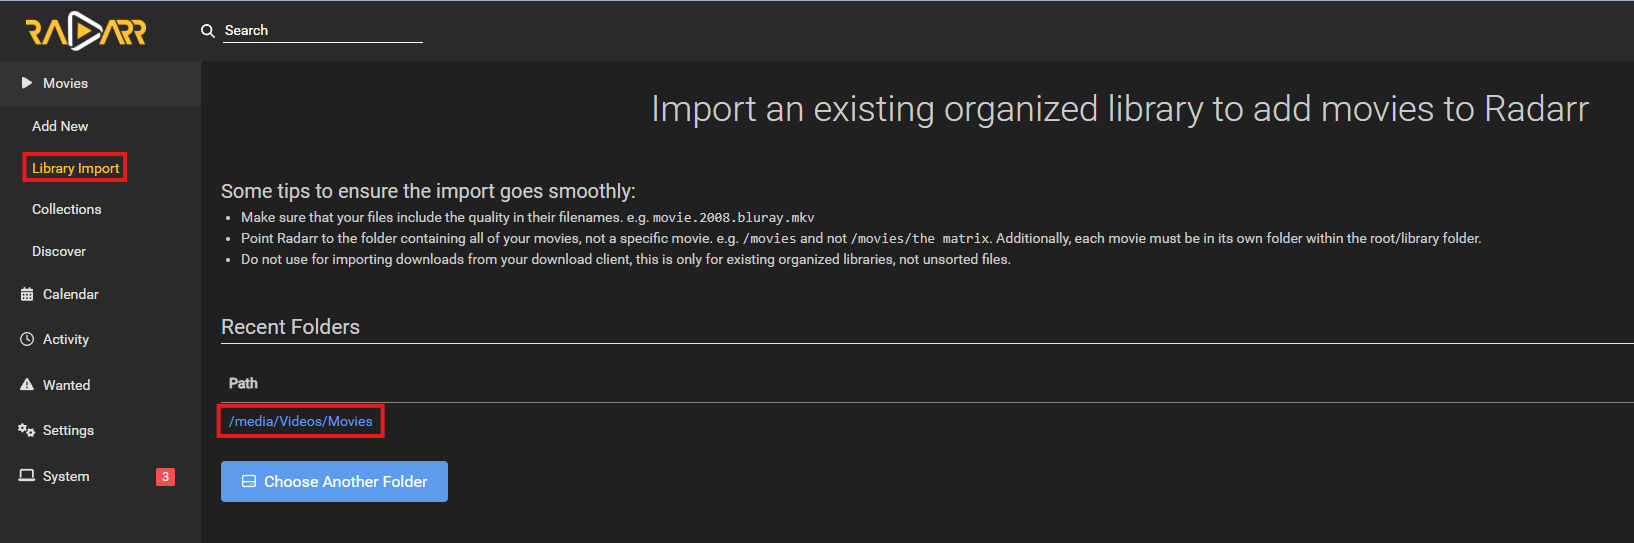 RADARR
Search
Movies
Add New
Library Import
Collections
Discover
Calendar
Activity
Wanted
Settings
System 3
Import an existing organized library to add movies to Radarr
Some tips to ensure the import goes smoothly:
Make sure that your files include the quality in their filenames. e.g. movie.2008.bluray.mkv
Point Radarr to the folder containing all of your movies, not a specific movie. e.g. /movies and not /movies/the matrix. Additionally, each movie must be in its own folder within the root/library folder.
Do not use for importing downloads from your download client, this is only for existing organized libraries, not unsorted files.
Recent Folders
Path
/media/Videos/Movies
Choose Another Folder